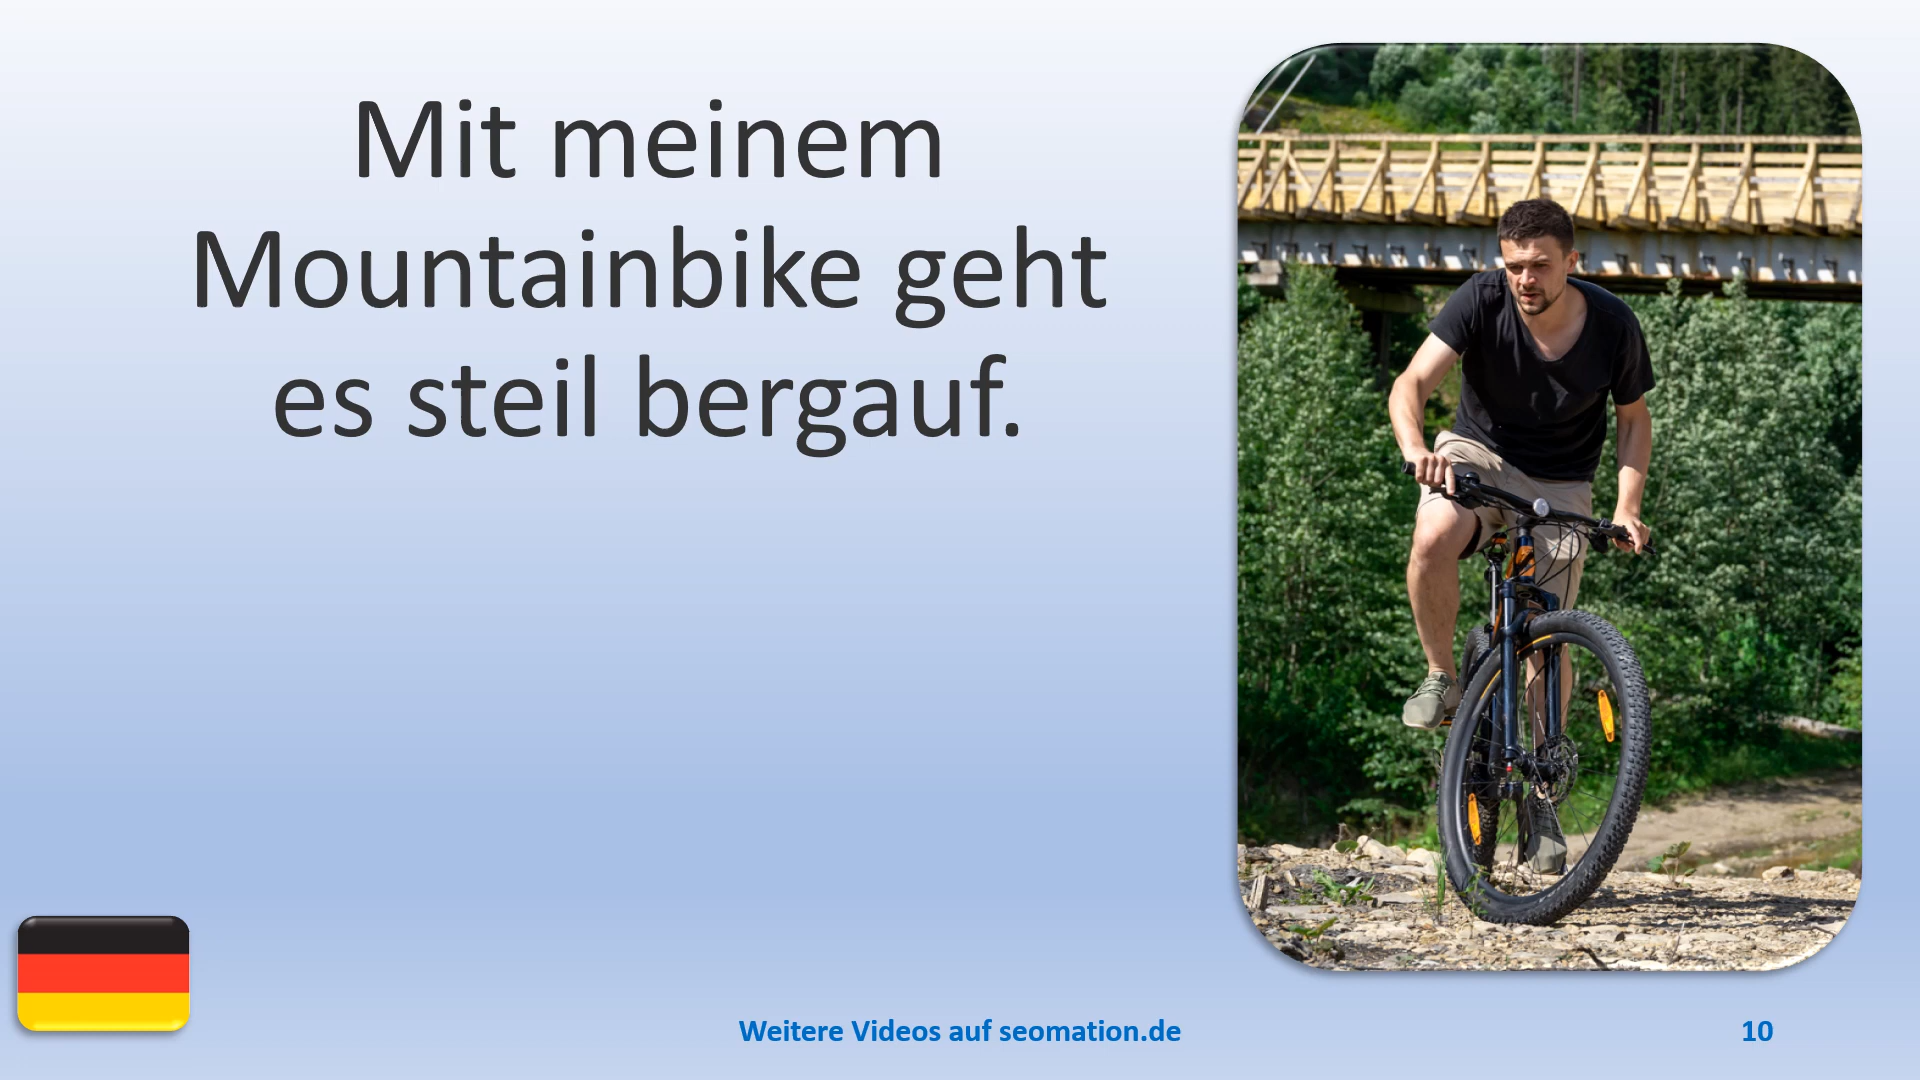 Mit meinem
Mountainbike geht
es steil bergauf.
Weitere Videos auf seomation.de
10